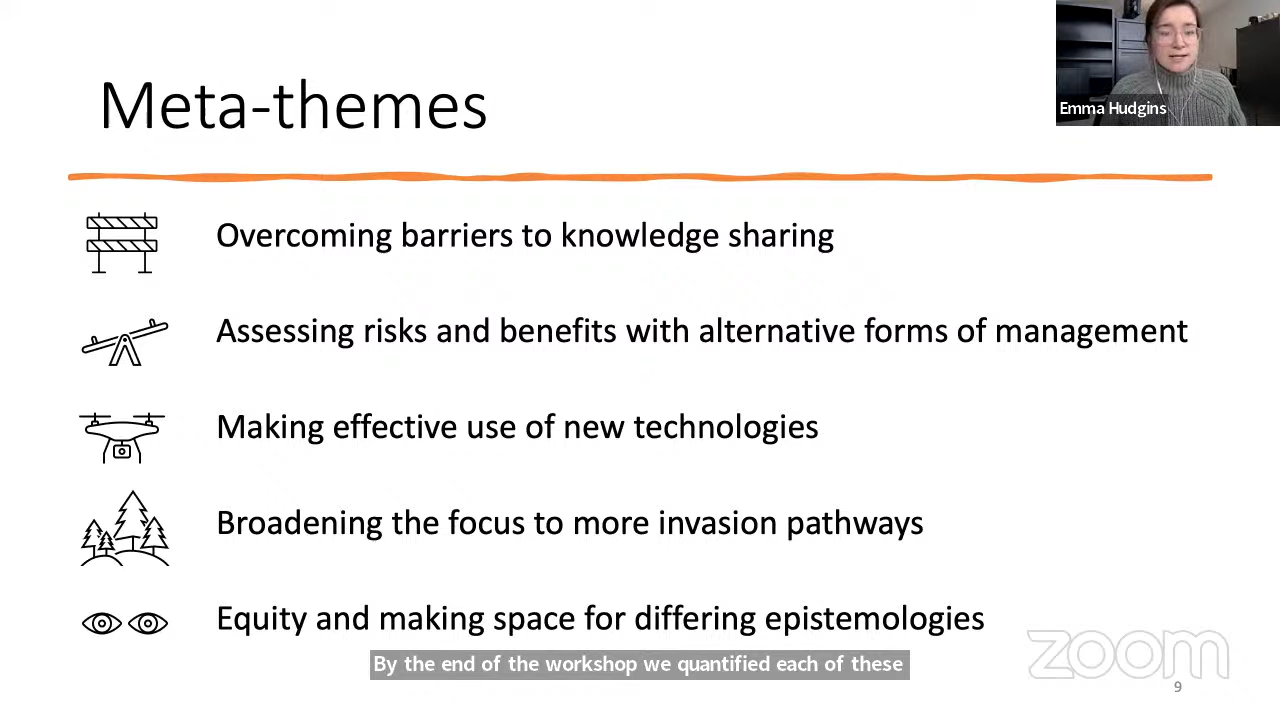 Meta-themes
Emma Hudgins
Overcoming barriers to knowledge sharing
Assessing risks and benefits with alternative forms of management
Making effective use of new technologies
Broadening the focus to more invasion pathways
Equity and making space for differing epistemologies
By the end of the workshop we quantified each of these
zoom
9